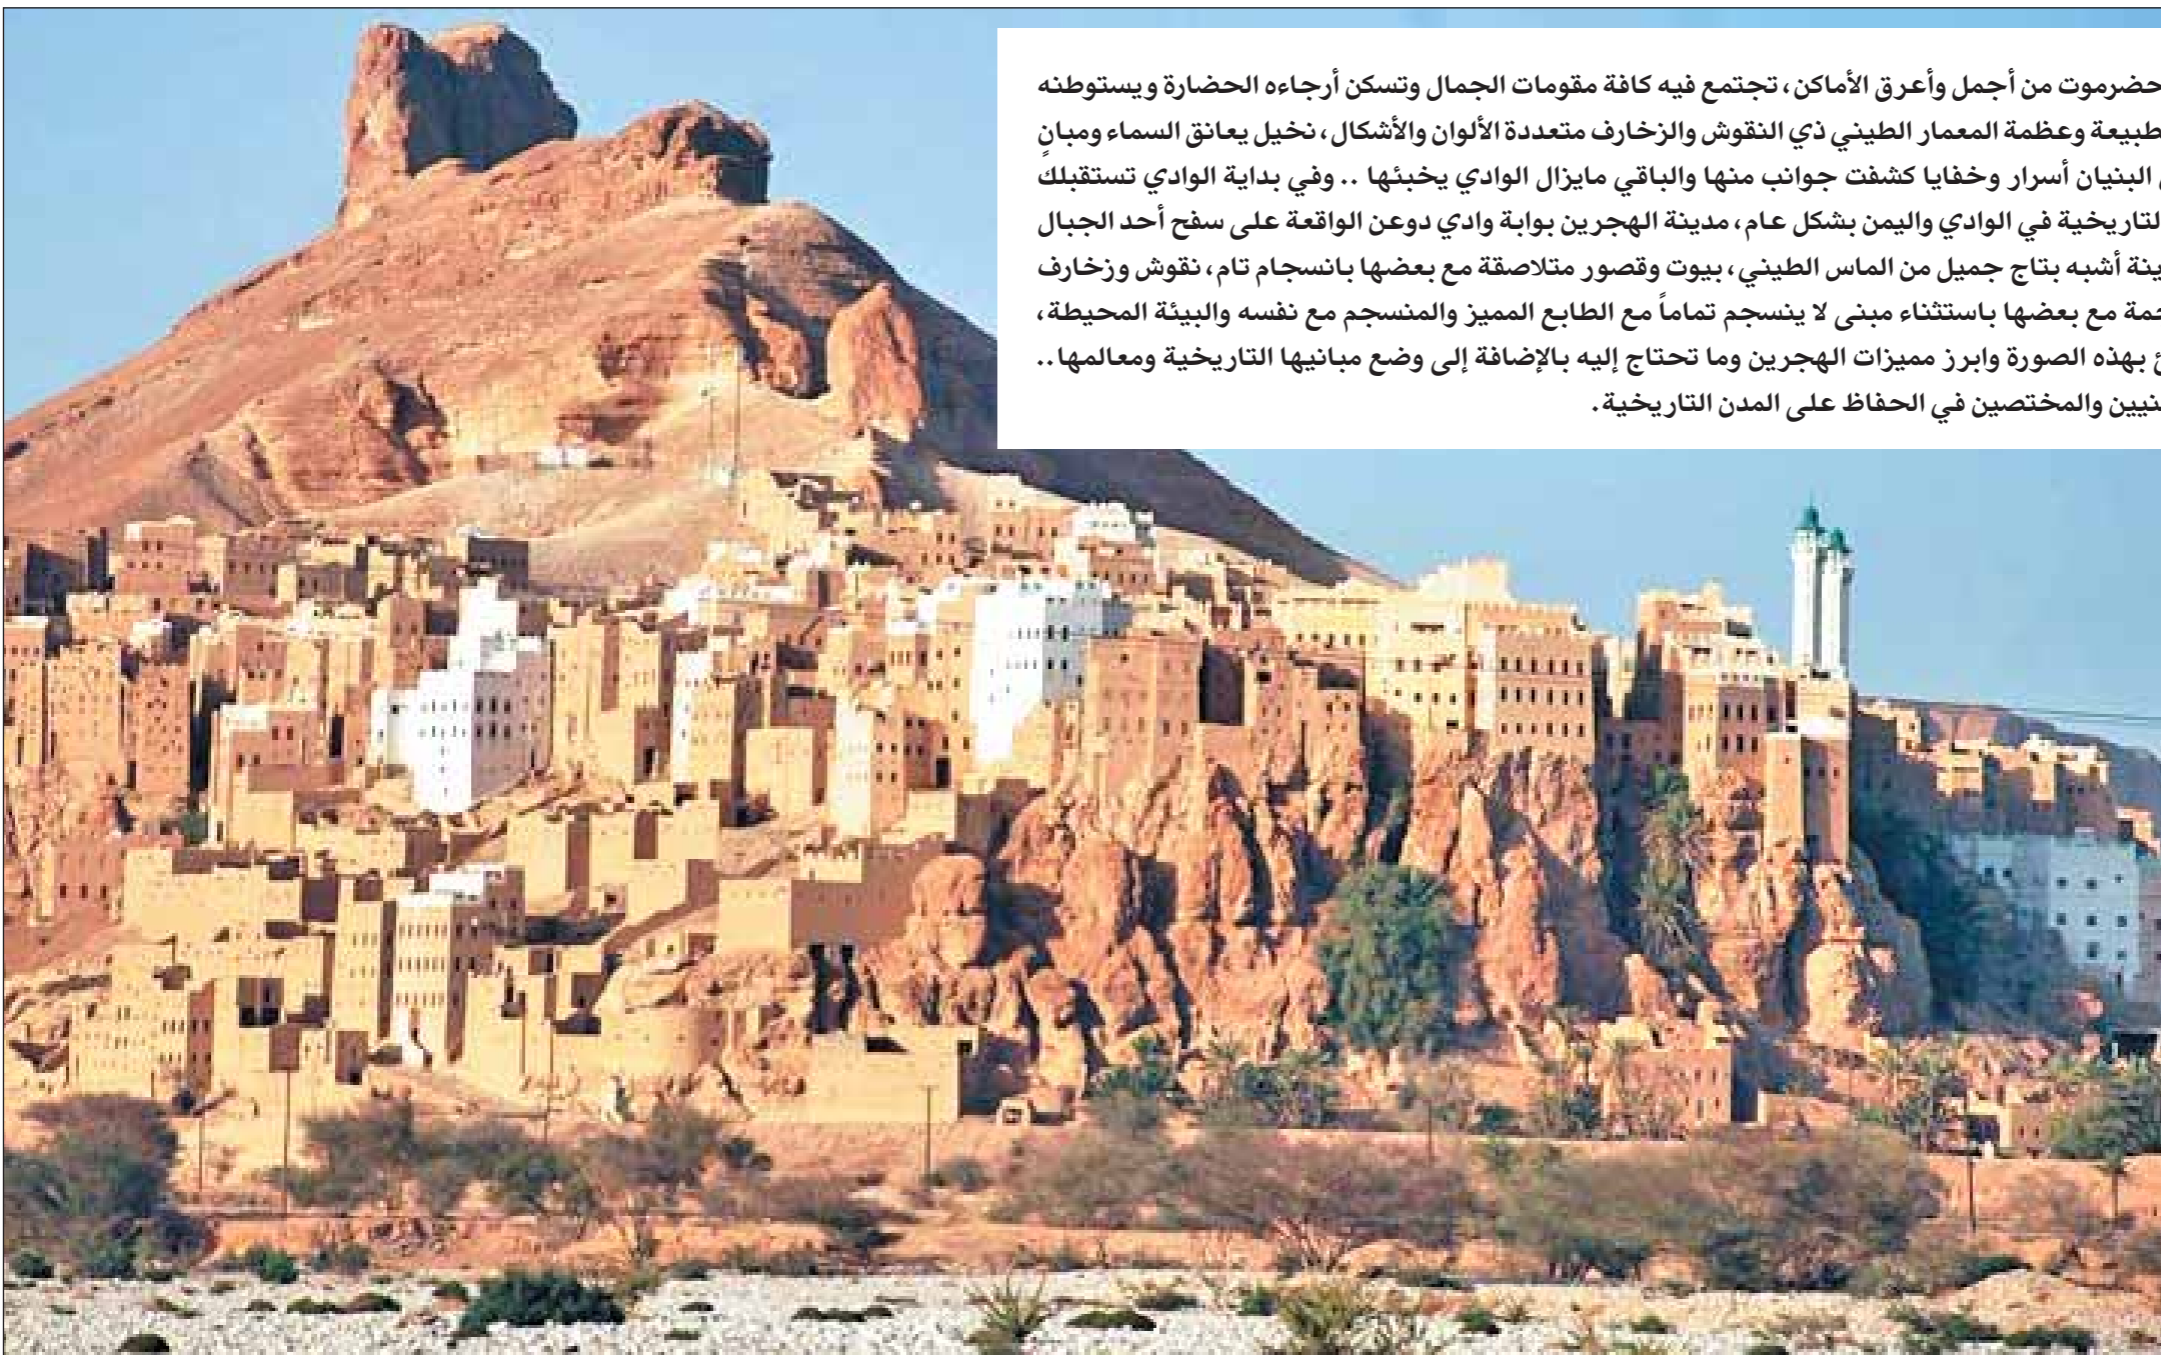 حضرموت من أجمل وأعرق الأماكن، تجتمع فيه كافة مقومات الجمال وتسكن أرجاءه الحضارة ويستوطنه
وعظمة المعمار الطيني ذي النقوش والزخارف متعددة الألوان والأشكال، نخيل يعانق السماء ومبانٍ
البنيان أسرار وخفايا كشفت جوانب منها والباقي مايزال الوادي يخبئها .. وفي بداية الوادي تستقبلك
لتاريخية في الوادي واليمن بشكل عام، مدينة الهجرين بوابة وادي دوعن الواقعة على سفح أحد الجبال
ينة أشبه بتاج جميل من الماس الطيني، بيوت وقصور متلاصقة مع بعضها بانسجام تام، نقوش وزخارف
حمة مع بعضها باستثناء مبنى لا ينسجم تماماً مع الطابع المميز والمنسجم مع نفسه والبيئة المحيطة،
بهذه الصورة وابرز مميزات الهجرين وما تحتاج إليه بالإضافة إلى وضع مبانيها التاريخية ومعالمها..
نيين والمختصين في الحفاظ على المدن التاريخية.